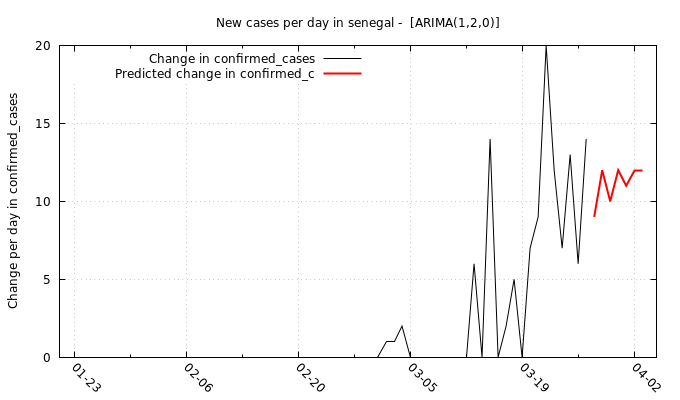 New cases per day in senegal -  [ARIMA(1,2,0)]
Change in confirmed_cases
Predicted change in confirmed_c
Change per day in confirmed_cases
20
15
10
5
0
01-23
02-06
02-20
03-05
03-19
04-02